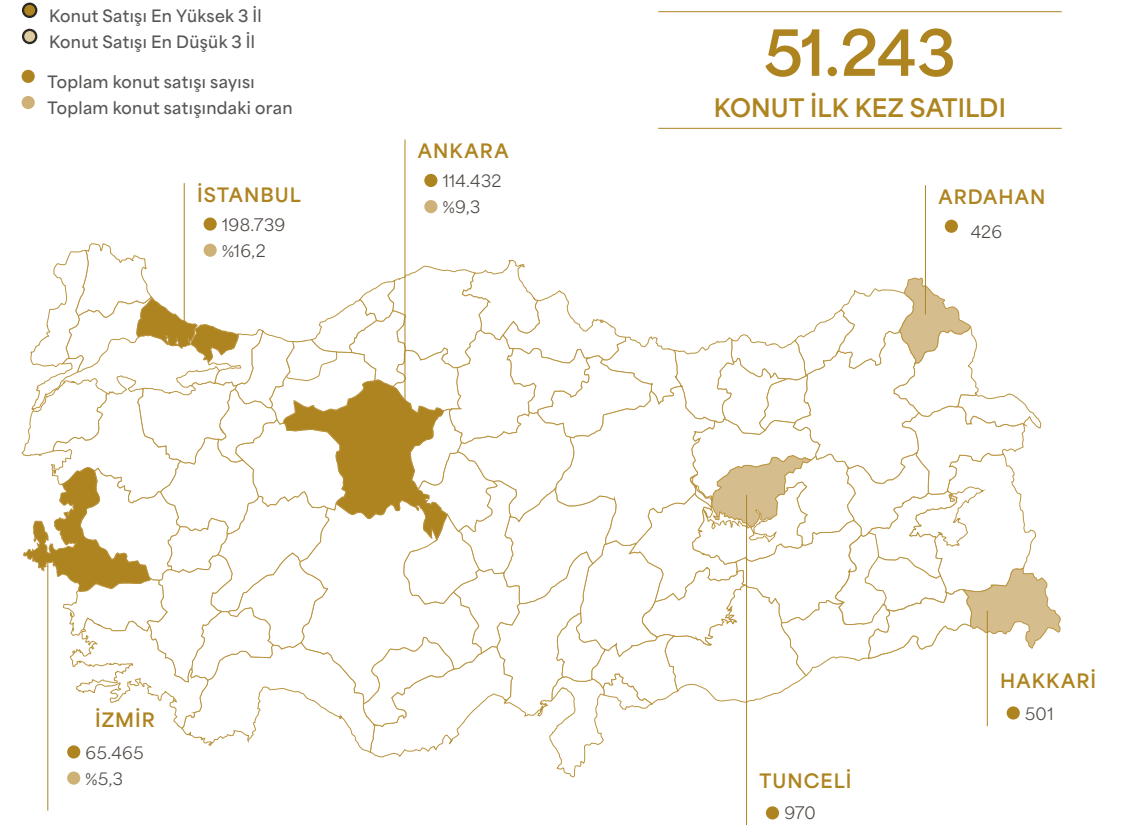 Konut Satışı En Yüksek 3 İl
Konut Satışı En Düşük 3 İl
Toplam konut satışı sayısı
Toplam konut satışındaki oran
51.243
KONUT İLK KEZ SATILDI
ANKARA
114.432
%9,3
İSTANBUL
198.739
%16,2
ARDAHAN
426
HAKKARİ
501
İZMİR
65.465
%5,3
TUNCELİ
970